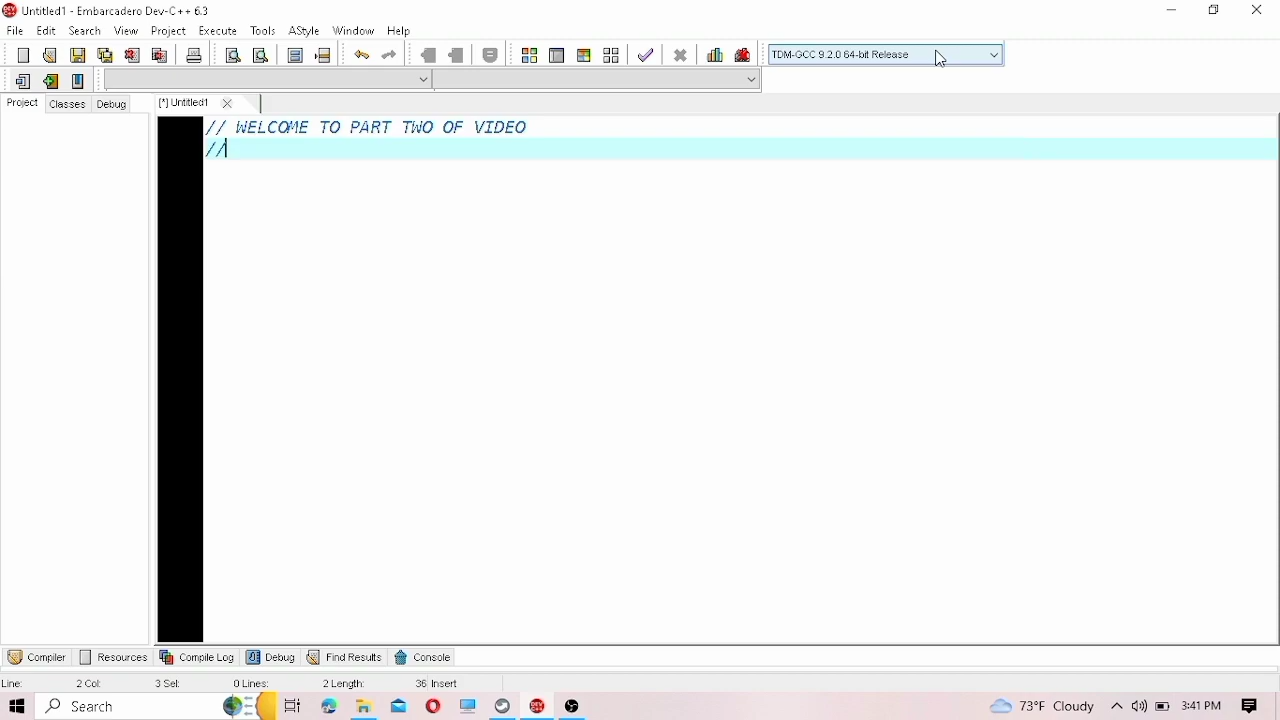 Untitled1 - Embarcadero Dev-C++ 6.3
File Edit Search View Project Execute Tools AStyle Window Help
TDM-GCC 9.2.0 64-bit Release
Project Classes Debug [*] Untitled1
// WELCOME TO PART TWO OF VIDEO
//
Compiler Resources Compile Log Debug Find Results Console
Line: 2 Col: 3 Sel: 0 Lines: 2 Length: 36 Insert
Search 73°F Cloudy 3:41 PM